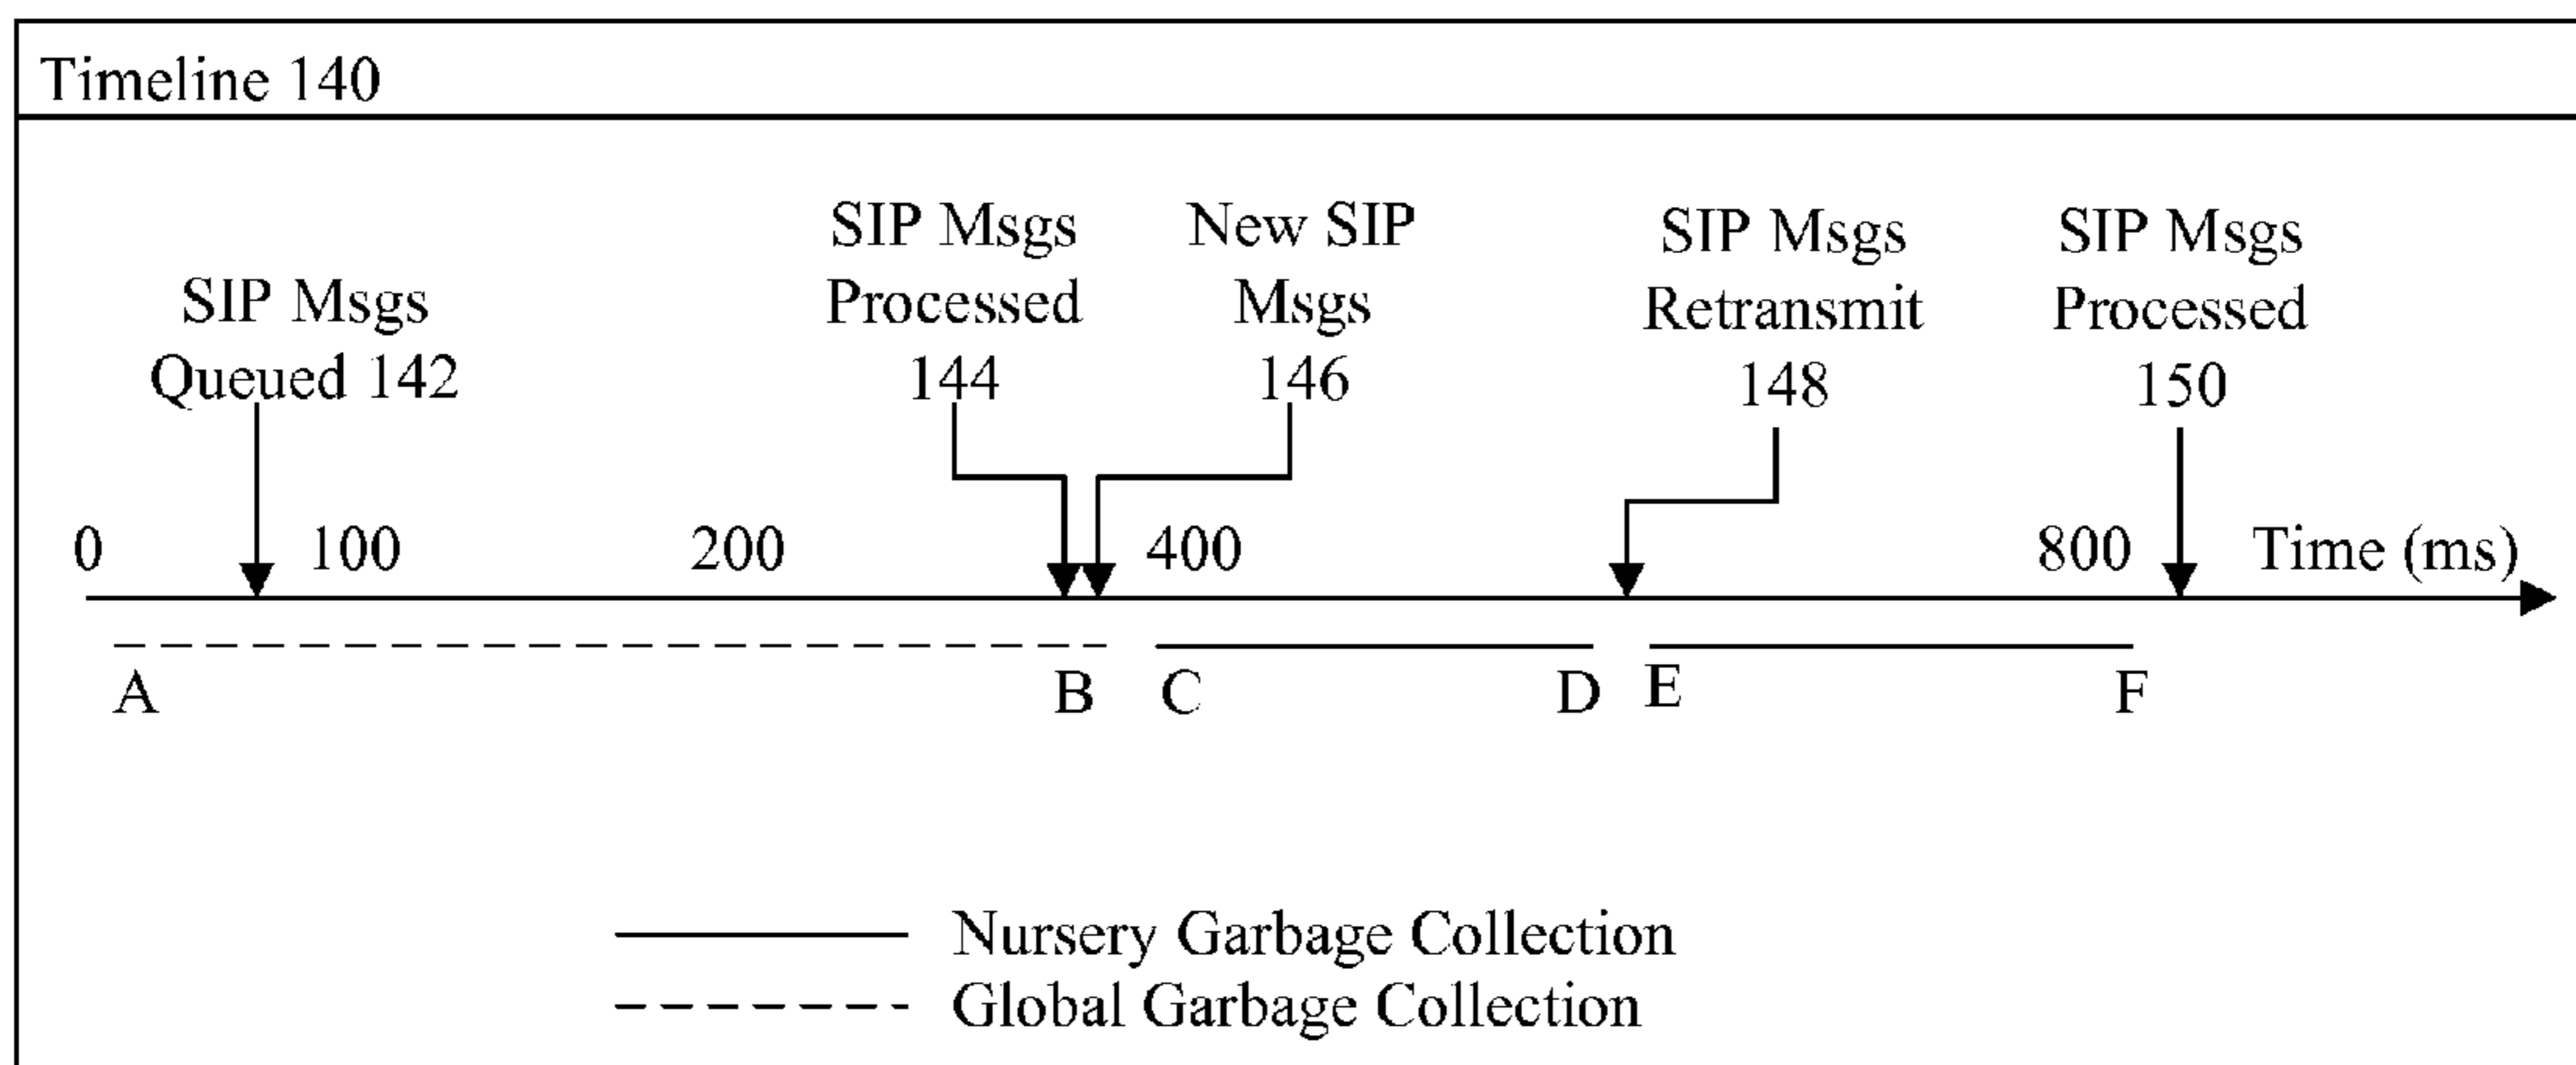 Timeline 140
SIP Msgs
Queued 142
SIP Msgs
Processed
144
New SIP
Msgs
146
SIP Msgs
Retransmit
148
SIP Msgs
Processed
150
0 100 200 400 800 Time (ms)
A B C D E F
Nursery Garbage Collection
Global Garbage Collection